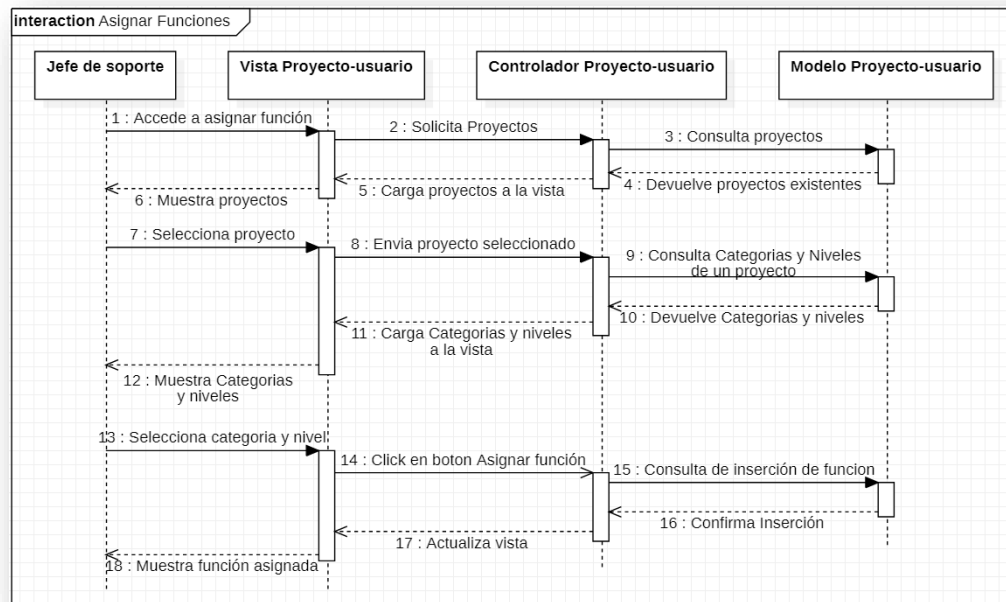 interaction Asignar Funciones
Jefe de soporte
Vista Proyecto-usuario
Controlador Proyecto-usuario
Modelo Proyecto-usuario
1 : Accede a asignar función
2 : Solicita Proyectos
3 : Consulta proyectos
4 : Devuelve proyectos existentes
5 : Carga proyectos a la vista
6 : Muestra proyectos
7 : Selecciona proyecto
8 : Envia proyecto seleccionado
9 : Consulta Categorias y Niveles
de un proyecto
10 : Devuelve Categorias y niveles
11 : Carga Categorias y niveles
a la vista
12 : Muestra Categorias
y niveles
13 : Selecciona categoria y nivel
14 : Click en boton Asignar función
15 : Consulta de inserción de funcion
16 : Confirma Inserción
17 : Actualiza vista
18 : Muestra función asignada